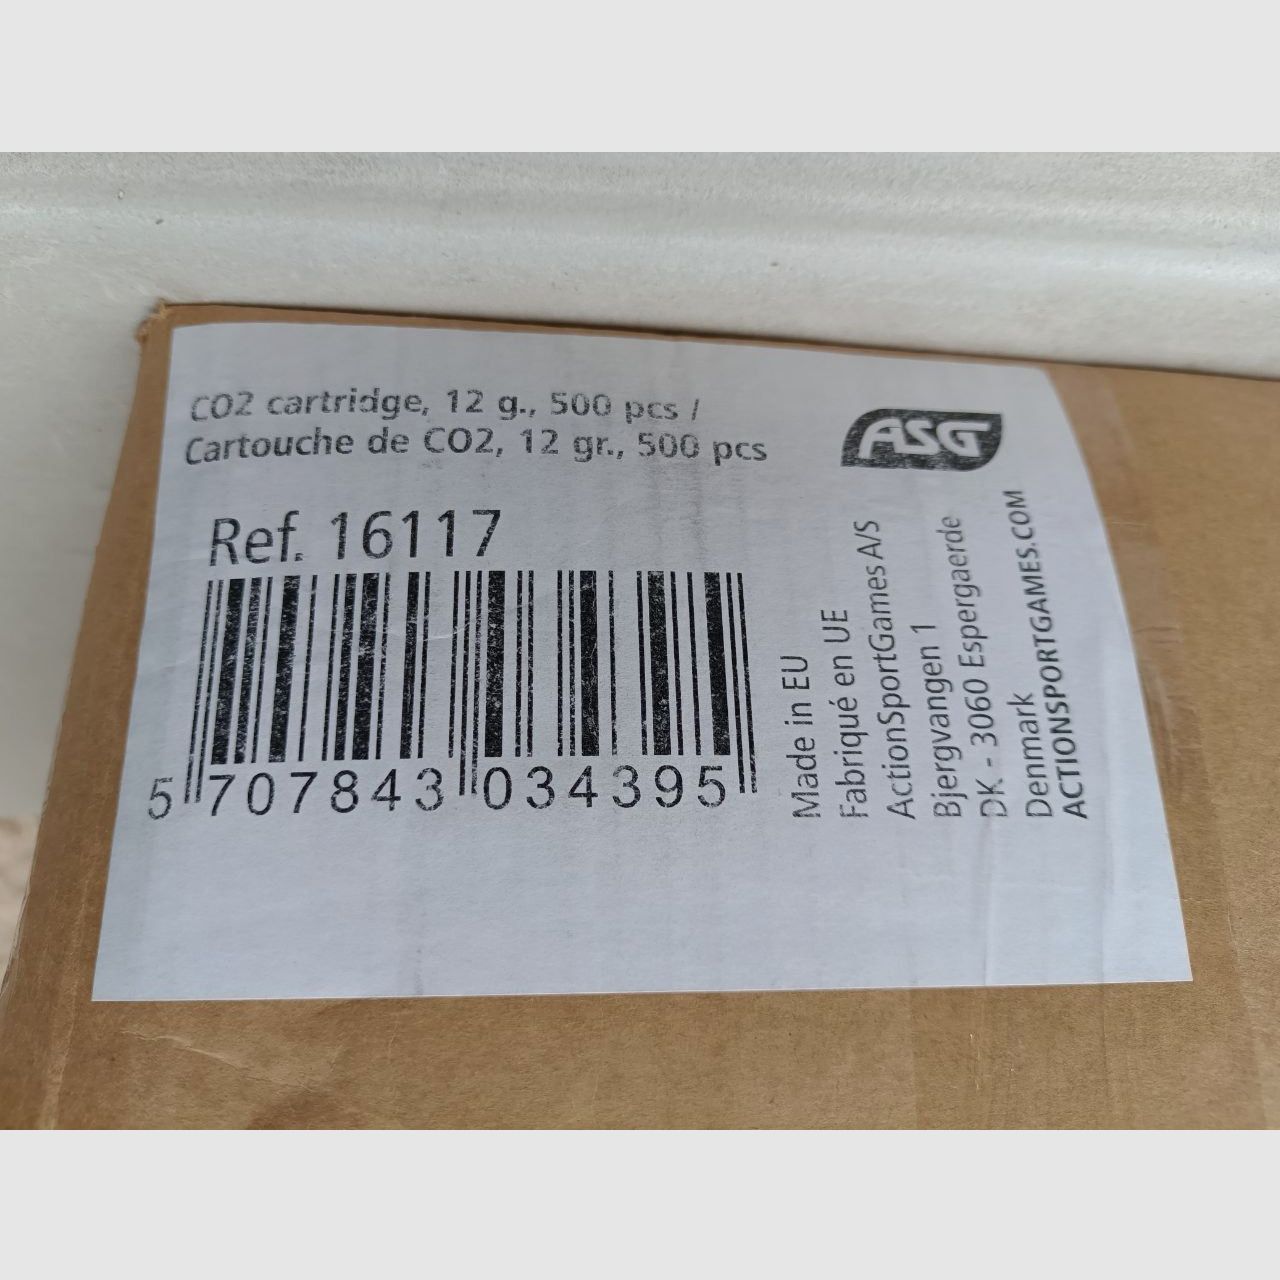 CO2 cartridge, 12 g., 500 pcs /
Cartouche de CO2, 12 gr., 500 pcs
ASG
Ref. 16117
5 707843 034395
Made in EU
Fabriqué en UE
ActionSportGames A/S
Bjergvangen 1
DK - 3060 Espergaerde
Denmark
ACTIONSPORTGAMES.COM